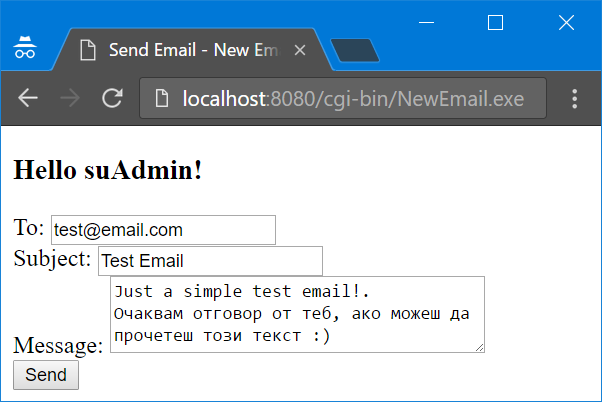 Send Email - New Em
localhost:8080/cgi-bin/NewEmail.exe
Hello suAdmin!
To: test@email.com
Subject: Test Email
Just a simple test email!.
Очаквам отговор от теб, ако можеш да
прочетеш този текст :)
Message:
Send